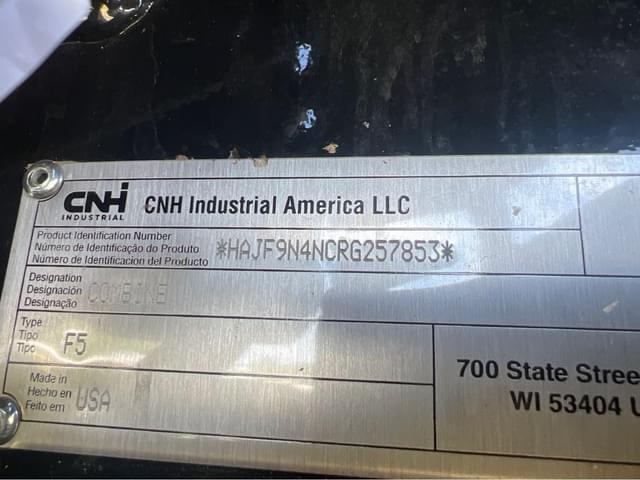 CNH
INDUSTRIAL
CNH Industrial America LLC
Product Identification Number
Número de Identificação do Produto
Número de Identificacion del Producto
*HAJF9N4NCRG257853*
Designation
Designación
Designação
COMBINE
Type
Tipo
Tipc
F5
Made in
Hecho en
Feito em
USA
700 State Stree
WI 53404 U